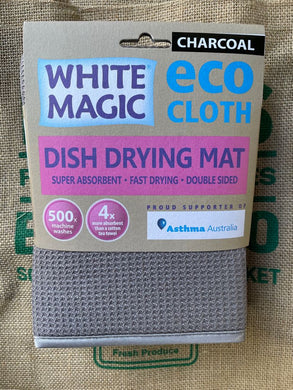 CHARCOAL
WHITE
MAGIC
eco
CLOTH
DISH DRYING MAT
SUPER ABSORBENT • FAST DRYING • DOUBLE SIDED
500x
machine
washes
4x
more absorbent
than a cotton
tea towel
PROUD SUPPORTER OF
Asthma Australia
Fresh Produce